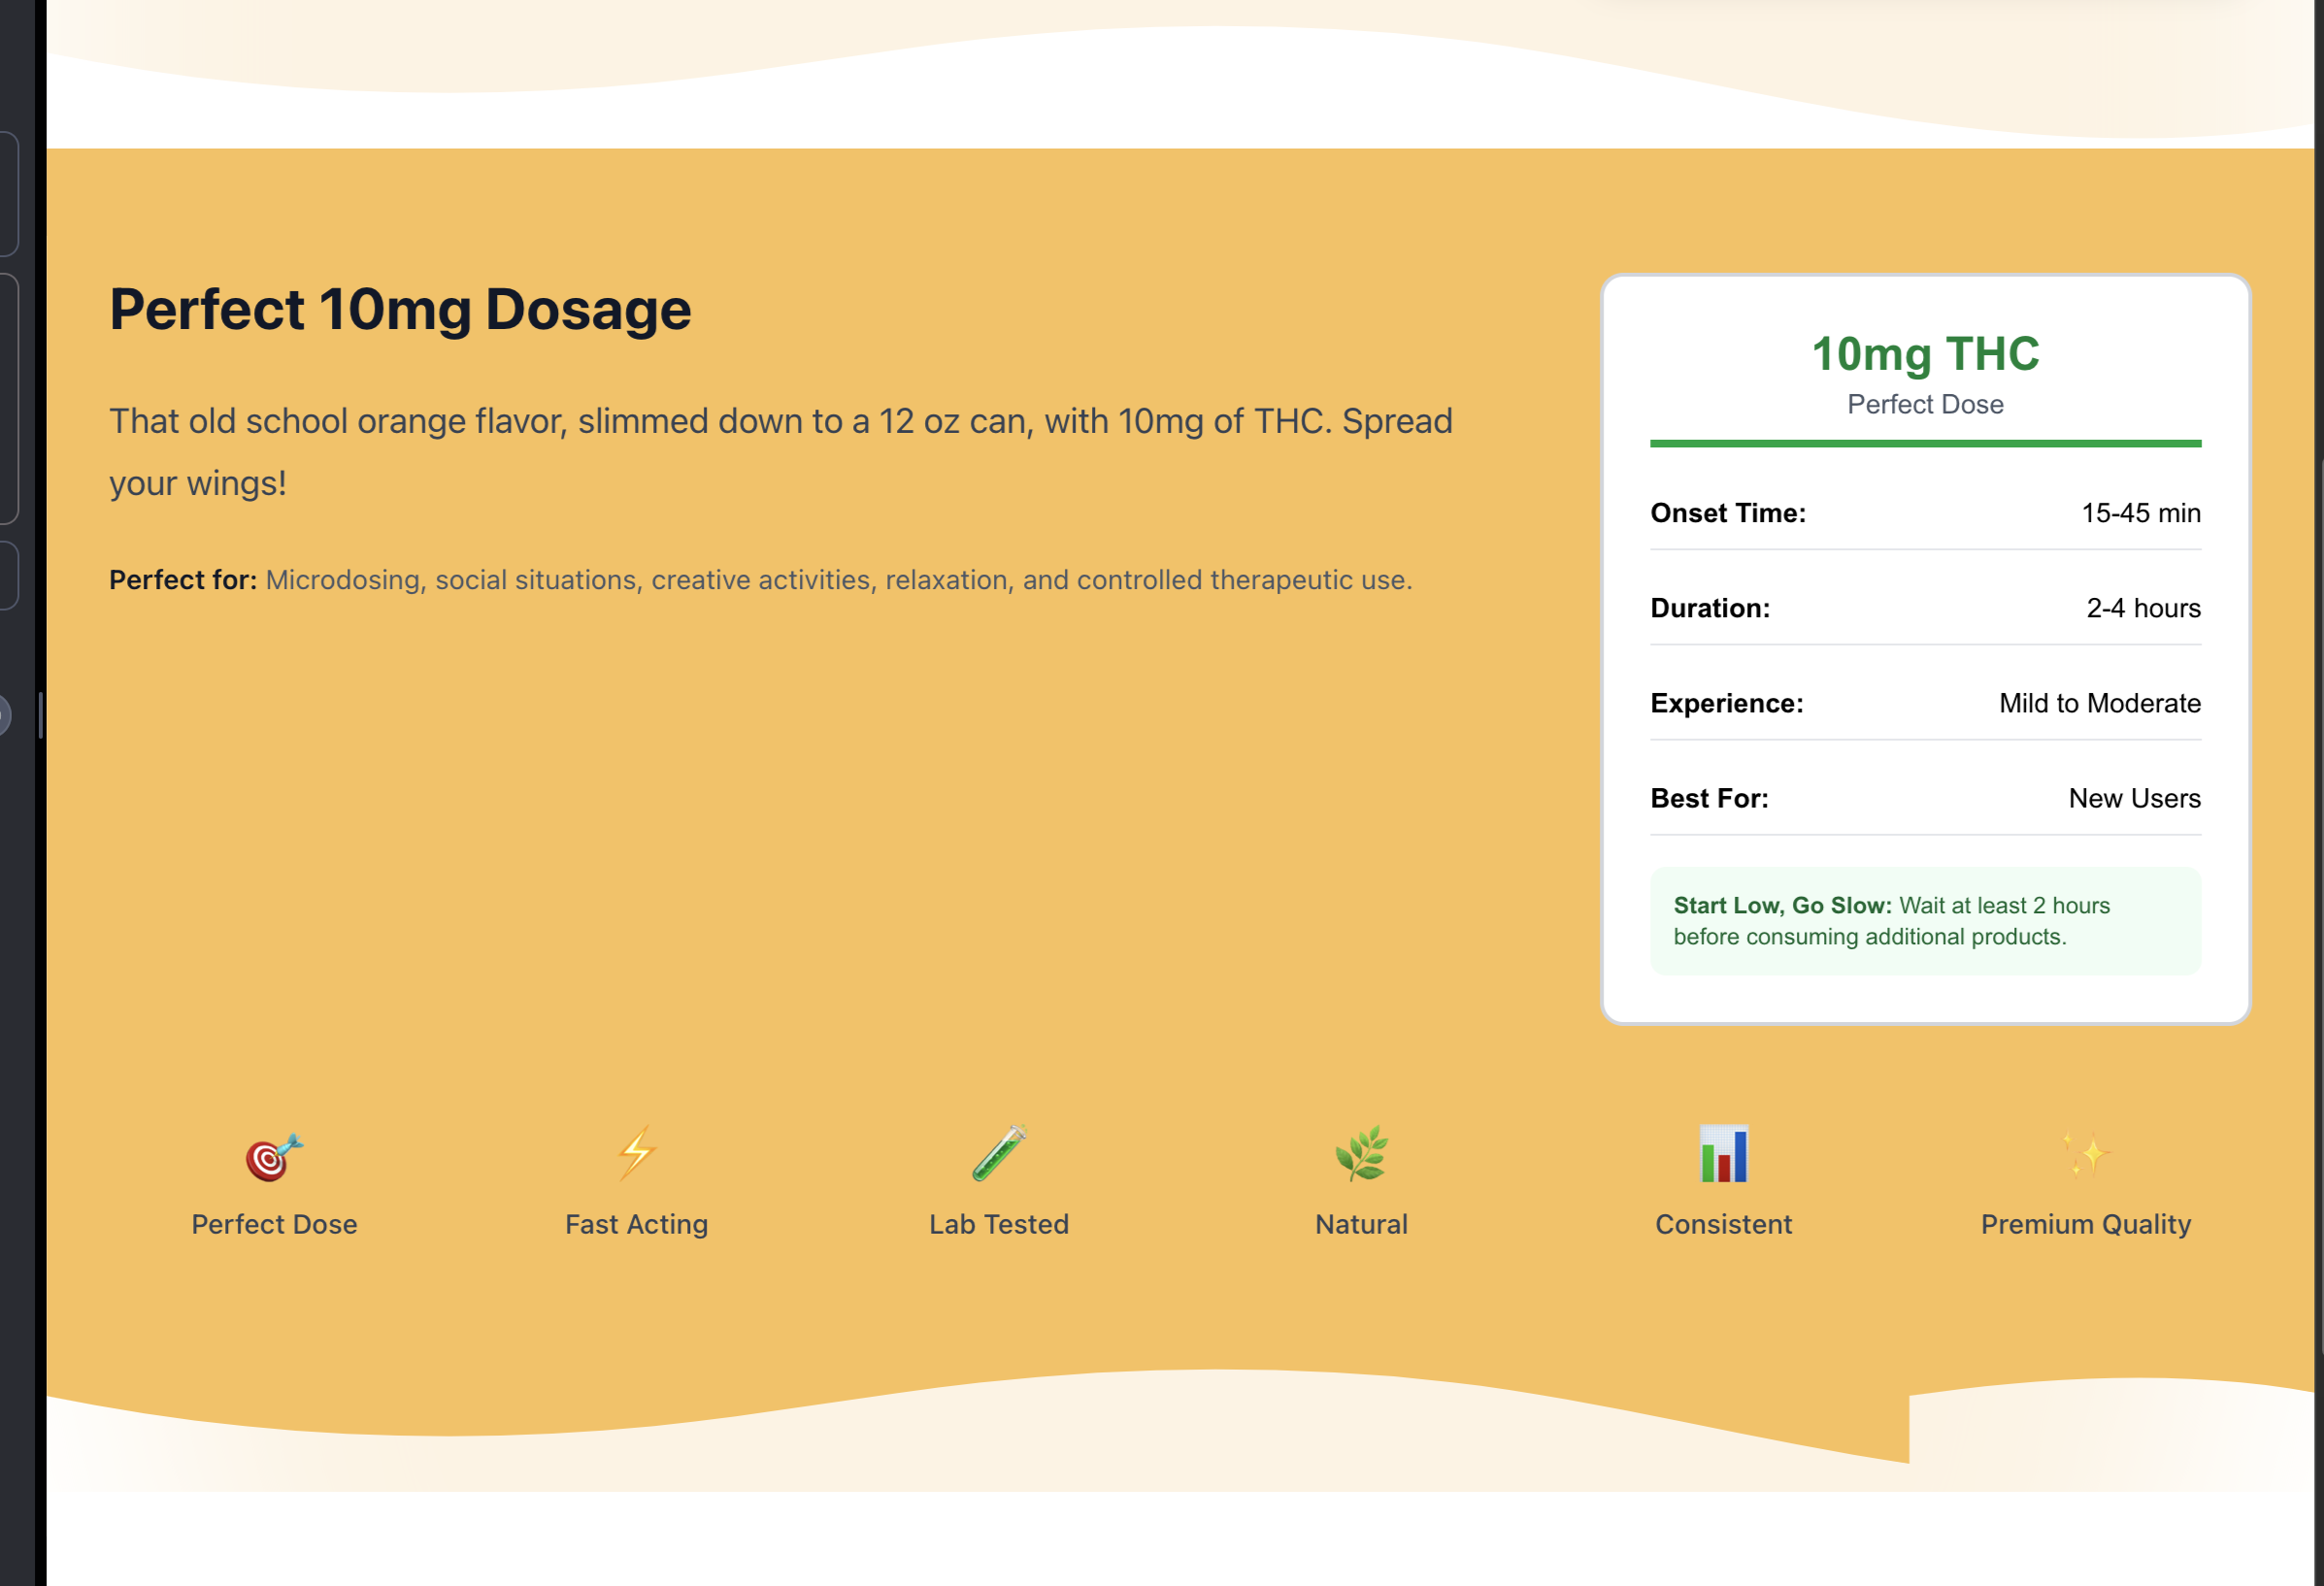 Perfect 10mg Dosage
That old school orange flavor, slimmed down to a 12 oz can, with 10mg of THC. Spread
your wings!
Perfect for: Microdosing, social situations, creative activities, relaxation, and controlled therapeutic use.
10mg THC
Perfect Dose
Onset Time: 15-45 min
Duration: 2-4 hours
Experience: Mild to Moderate
Best For: New Users
Start Low, Go Slow: Wait at least 2 hours
before consuming additional products.
Perfect Dose
Fast Acting
Lab Tested
Natural
Consistent
Premium Quality